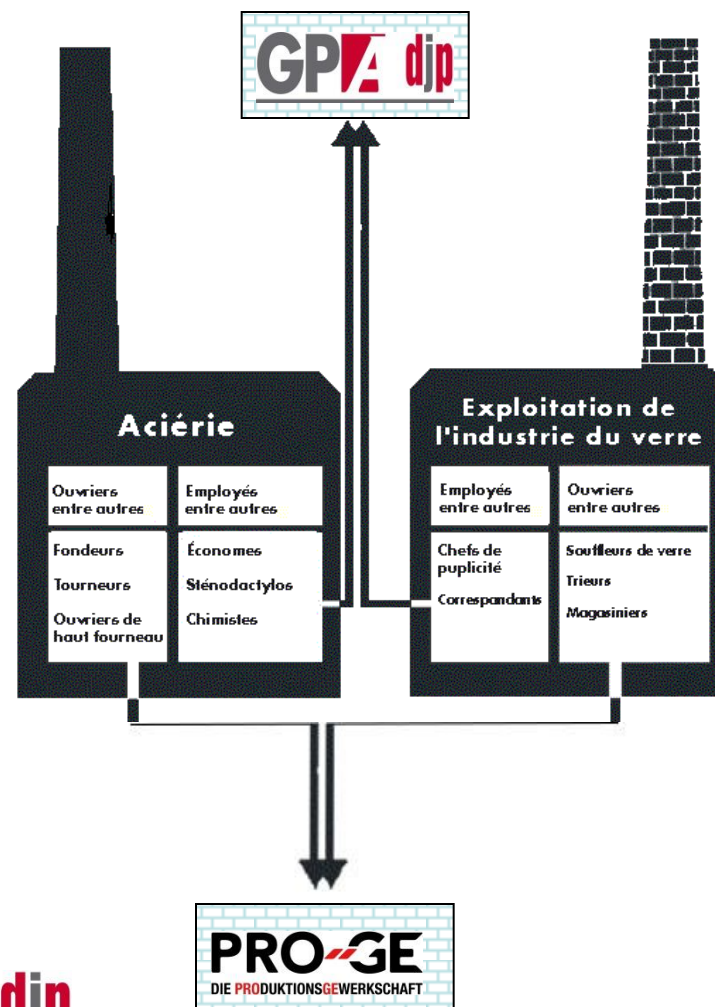 GPA djp
Aciérie
Ouvriers
entre autres
Employés
entre autres
Fondeurs
Tourneurs
Ouvriers de
haut fourneau
Économes
Sténodactylos
Chimistes
Exploitation de
l'industrie du verre
Employés
entre autres
Ouvriers
entre autres
Chefs de
puplicité
Correspondants
Souffleurs de verre
Trieurs
Magasiniers
PRO-GE
DIE PRODUKTIONSGEWERKSCHAFT
djp